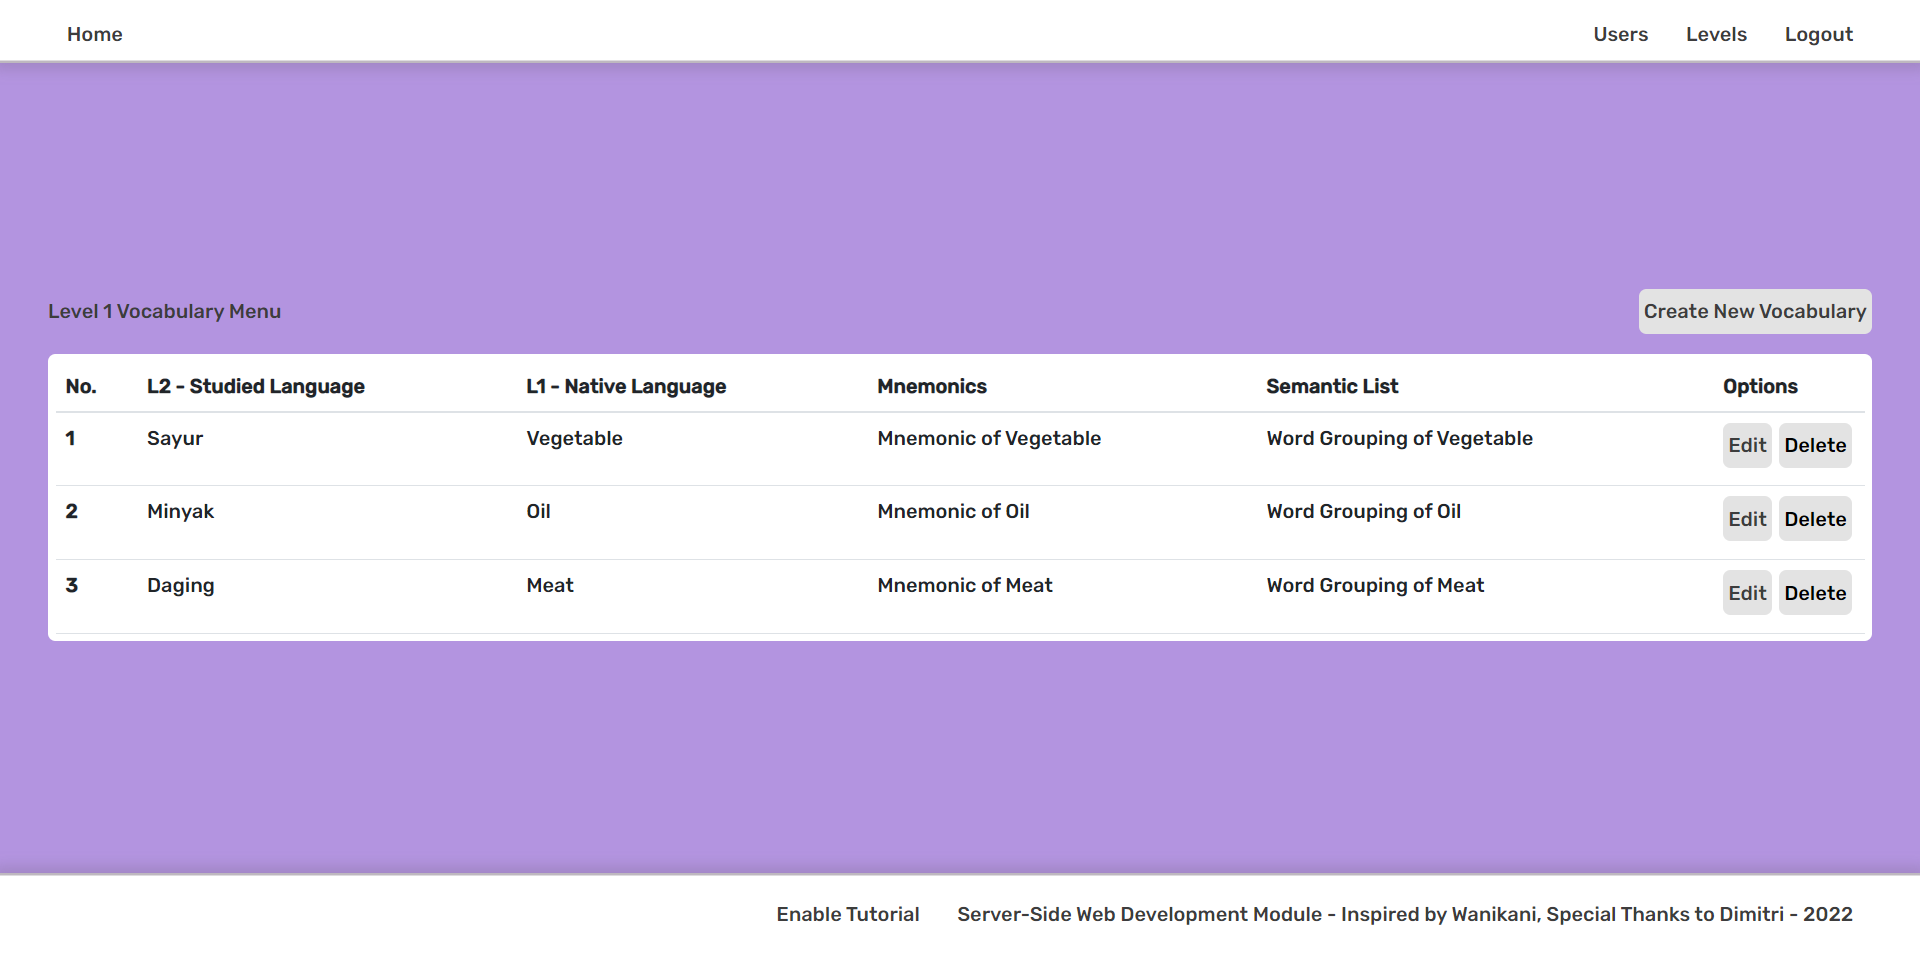 Home Users Levels Logout
Level 1 Vocabulary Menu Create New Vocabulary
No. L2 - Studied Language L1 - Native Language Mnemonics Semantic List Options
1 Sayur Vegetable Mnemonic of Vegetable Word Grouping of Vegetable Edit Delete
2 Minyak Oil Mnemonic of Oil Word Grouping of Oil Edit Delete
3 Daging Meat Mnemonic of Meat Word Grouping of Meat Edit Delete
Enable Tutorial Server-Side Web Development Module - Inspired by Wanikani, Special Thanks to Dimitri - 2022